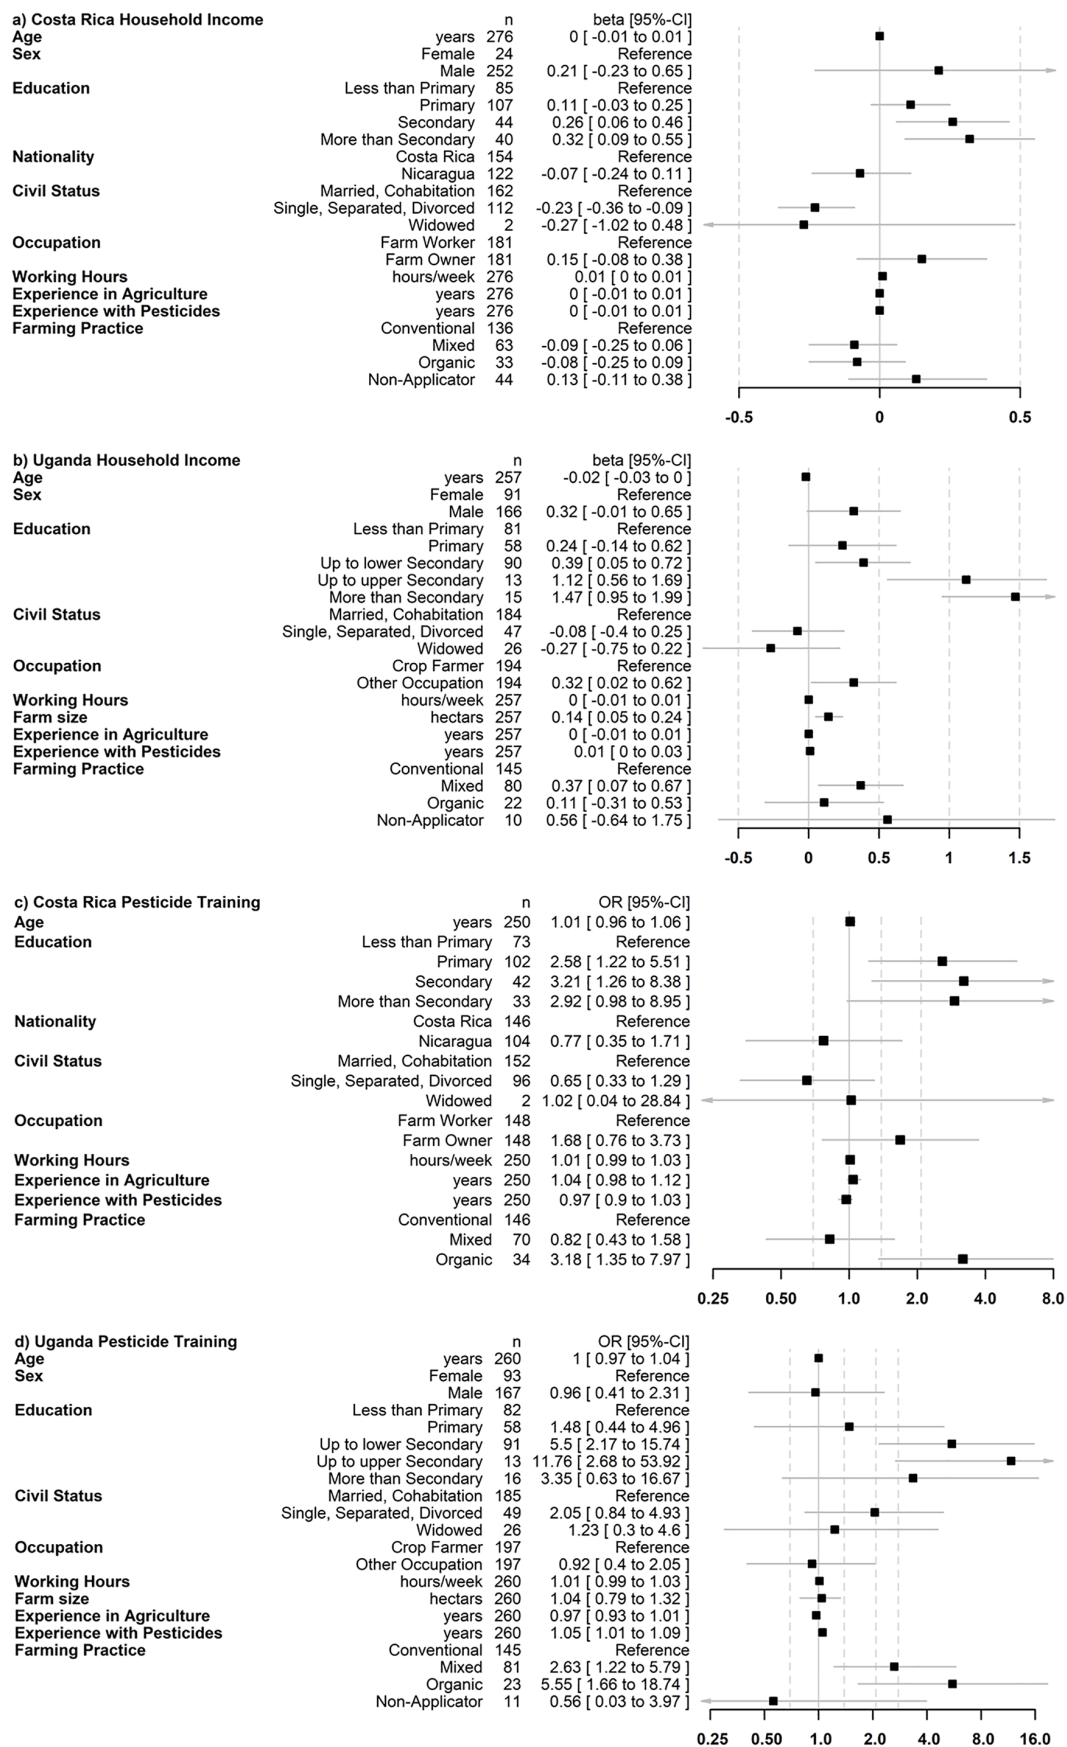 a) Costa Rica Household Income n beta [95%-CI]
Age years 276 0 [ -0.01 to 0.01 ]
Sex Female 24 Reference
Male 252 0.21 [ -0.23 to 0.65 ]
Education Less than Primary 85 Reference
Primary 107 0.11 [ -0.03 to 0.25 ]
Secondary 44 0.26 [ 0.06 to 0.46 ]
More than Secondary 40 0.32 [ 0.09 to 0.55 ]
Nationality Costa Rica 154 Reference
Nicaragua 122 -0.07 [ -0.24 to 0.11 ]
Civil Status Married, Cohabitation 162 Reference
Single, Separated, Divorced 112 -0.23 [ -0.36 to -0.09 ]
Widowed 2 -0.27 [ -1.02 to 0.48 ]
Occupation Farm Worker 181 Reference
Farm Owner 181 0.15 [ -0.08 to 0.38 ]
Working Hours hours/week 276 0.01 [ 0 to 0.01 ]
Experience in Agriculture years 276 0 [ -0.01 to 0.01 ]
Experience with Pesticides years 276 0 [ -0.01 to 0.01 ]
Farming Practice Conventional 136 Reference
Mixed 63 -0.09 [ -0.25 to 0.06 ]
Organic 33 -0.08 [ -0.25 to 0.09 ]
Non-Applicator 44 0.13 [ -0.11 to 0.38 ]
-0.5 0 0.5
b) Uganda Household Income n beta [95%-CI]
Age years 257 -0.02 [ -0.03 to 0 ]
Sex Female 91 Reference
Male 166 0.32 [ -0.01 to 0.65 ]
Education Less than Primary 81 Reference
Primary 58 0.24 [ -0.14 to 0.62 ]
Up to lower Secondary 90 0.39 [ 0.05 to 0.72 ]
Up to upper Secondary 13 1.12 [ 0.56 to 1.69 ]
More than Secondary 15 1.47 [ 0.95 to 1.99 ]
Civil Status Married, Cohabitation 184 Reference
Single, Separated, Divorced 47 -0.08 [ -0.4 to 0.25 ]
Widowed 26 -0.27 [ -0.75 to 0.22 ]
Occupation Crop Farmer 194 Reference
Other Occupation 194 0.32 [ 0.02 to 0.62 ]
Working Hours hours/week 257 0 [ -0.01 to 0.01 ]
Farm size hectars 257 0.14 [ 0.05 to 0.24 ]
Experience in Agriculture years 257 0 [ -0.01 to 0.01 ]
Experience with Pesticides years 257 0.01 [ 0 to 0.03 ]
Farming Practice Conventional 145 Reference
Mixed 80 0.37 [ 0.07 to 0.67 ]
Organic 22 0.11 [ -0.31 to 0.53 ]
Non-Applicator 10 0.56 [ -0.64 to 1.75 ]
-0.5 0 0.5 1 1.5
c) Costa Rica Pesticide Training n OR [95%-CI]
Age years 250 1.01 [ 0.96 to 1.06 ]
Education Less than Primary 73 Reference
Primary 102 2.58 [ 1.22 to 5.51 ]
Secondary 42 3.21 [ 1.26 to 8.38 ]
More than Secondary 33 2.92 [ 0.98 to 8.95 ]
Nationality Costa Rica 146 Reference
Nicaragua 104 0.77 [ 0.35 to 1.71 ]
Civil Status Married, Cohabitation 152 Reference
Single, Separated, Divorced 96 0.65 [ 0.33 to 1.29 ]
Widowed 2 1.02 [ 0.04 to 28.84 ]
Occupation Farm Worker 148 Reference
Farm Owner 148 1.68 [ 0.76 to 3.73 ]
Working Hours hours/week 250 1.01 [ 0.99 to 1.03 ]
Experience in Agriculture years 250 1.04 [ 0.98 to 1.12 ]
Experience with Pesticides years 250 0.97 [ 0.9 to 1.03 ]
Farming Practice Conventional 146 Reference
Mixed 70 0.82 [ 0.43 to 1.58 ]
Organic 34 3.18 [ 1.35 to 7.97 ]
0.25 0.50 1.0 2.0 4.0 8.0
d) Uganda Pesticide Training n OR [95%-CI]
Age years 260 1 [ 0.97 to 1.04 ]
Sex Female 93 Reference
Male 167 0.96 [ 0.41 to 2.31 ]
Education Less than Primary 82 Reference
Primary 58 1.48 [ 0.44 to 4.96 ]
Up to lower Secondary 91 5.5 [ 2.17 to 15.74 ]
Up to upper Secondary 13 11.76 [ 2.68 to 53.92 ]
More than Secondary 16 3.35 [ 0.63 to 16.67 ]
Civil Status Married, Cohabitation 185 Reference
Single, Separated, Divorced 49 2.05 [ 0.84 to 4.93 ]
Widowed 26 1.23 [ 0.3 to 4.6 ]
Occupation Crop Farmer 197 Reference
Other Occupation 197 0.92 [ 0.4 to 2.05 ]
Working Hours hours/week 260 1.01 [ 0.99 to 1.03 ]
Farm size hectars 260 1.04 [ 0.79 to 1.32 ]
Experience in Agriculture years 260 0.97 [ 0.93 to 1.01 ]
Experience with Pesticides years 260 1.05 [ 1.01 to 1.09 ]
Farming Practice Conventional 145 Reference
Mixed 81 2.63 [ 1.22 to 5.79 ]
Organic 23 5.55 [ 1.66 to 18.74 ]
Non-Applicator 11 0.56 [ 0.03 to 3.97 ]
0.25 0.50 1.0 2.0 4.0 8.0 16.0